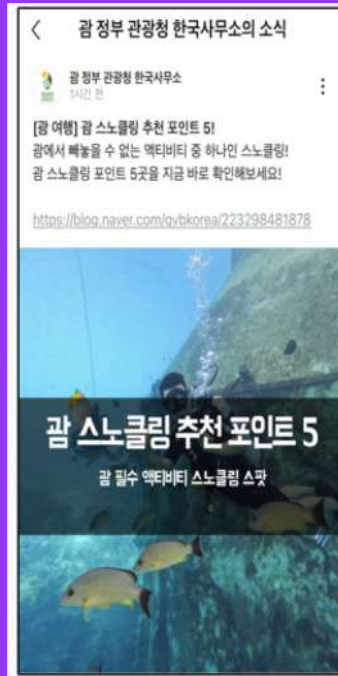 괌 정부 관광청 한국사무소의 소식
괌 정부 관광청 한국사무소
1시간 전
[괌 여행] 괌 스노클링 추천 포인트 5!
괌에서 빼놓을 수 없는 액티비티 중 하나인 스노클링!
괌 스노클링 포인트 5곳을 지금 바로 확인해보세요!
https://blog.naver.com/gvbkorea/223298481878
괌 스노클링 추천 포인트 5
괌 필수 액티비티 스노클링 스팟